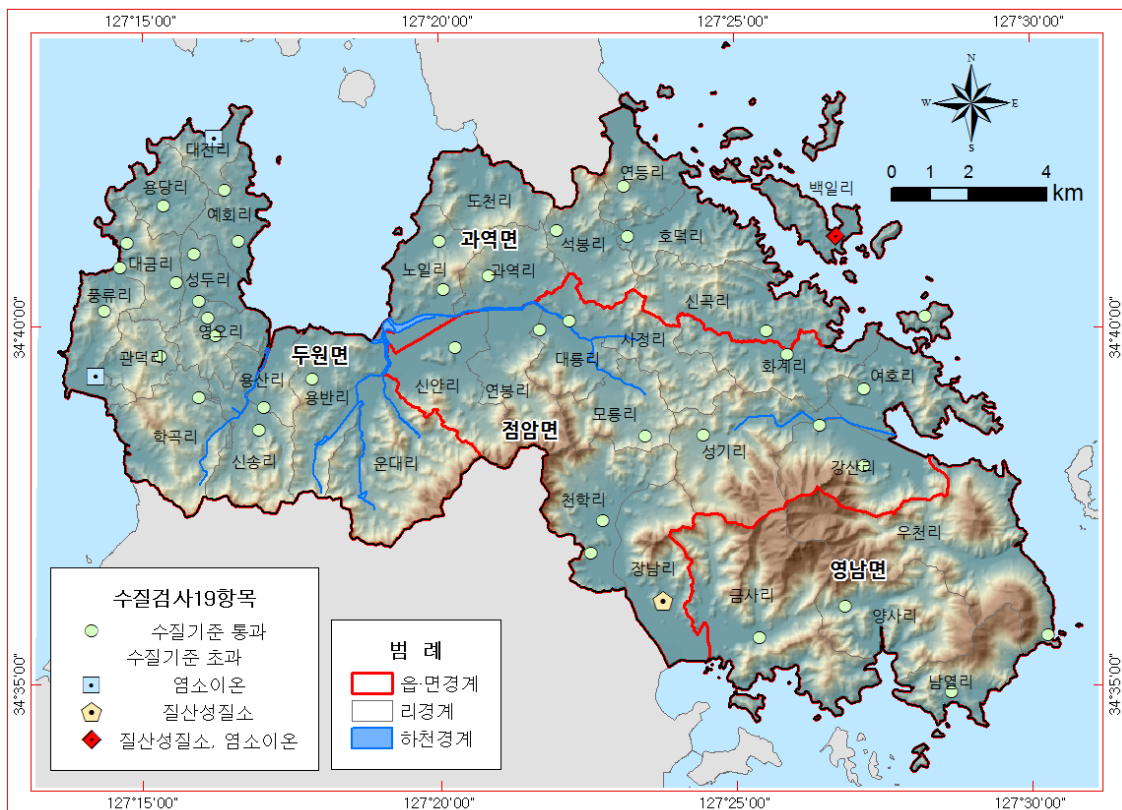 127°15'00" 127°20'00" 127°25'00" 127°30'00"
34°40'00" 34°40'00"
34°35'00" 34°35'00"
N
W E
S
0 1 2 4
km
대전리
용당리
예회리
대금리
성두리
풍류리
영오리
관덕리
학곡리
용산리
신송리
두원면
용반리
운대리
도천리
과역면
노일리
과역리
석봉리
연등리
호덕리
백일리
신곡리
사정리
대룡리
화계리
여호리
신안리
연봉리
점암면
모룡리
성기리
강산리
천학리
장남리
우천리
영남면
금사리
양사리
남열리
수질검사19항목
수질기준 통과
수질기준 초과
염소이온
질산성질소
질산성질소, 염소이온
범 례
읍·면경계
리경계
하천경계
127°15'00" 127°20'00" 127°25'00" 127°30'00"